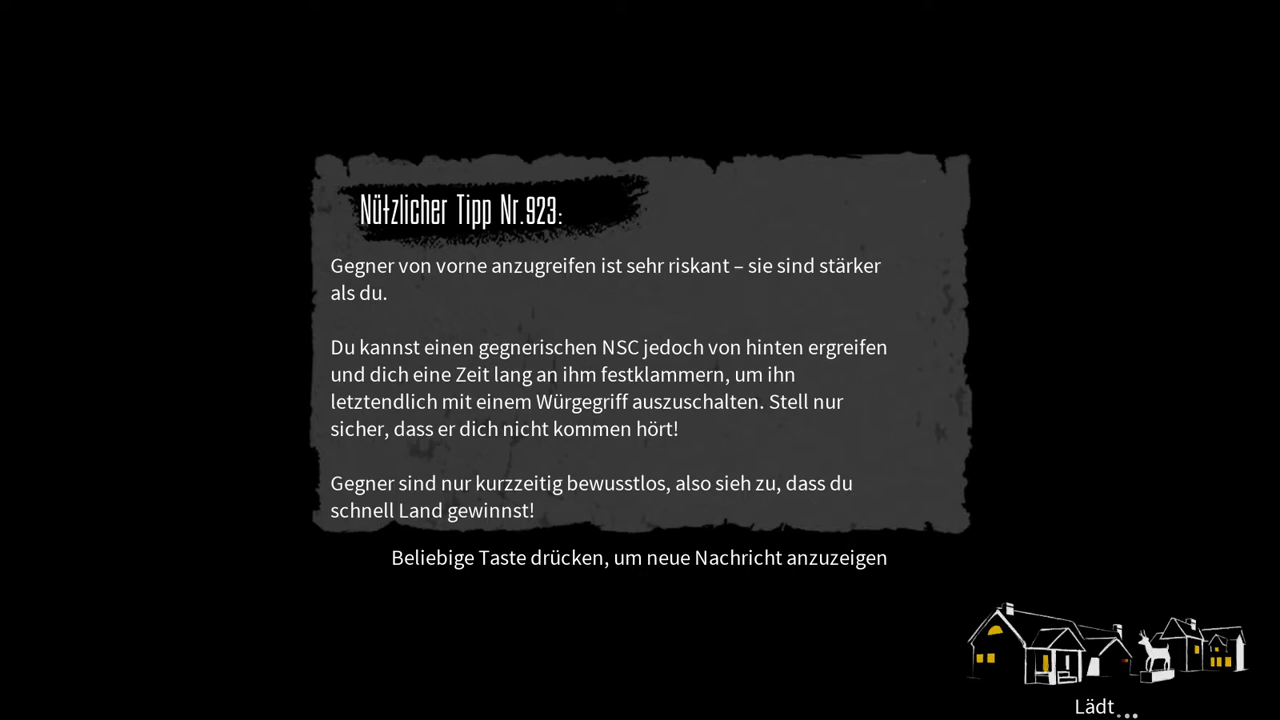 Nützlicher Tipp Nr.923:
Gegner von vorne anzugreifen ist sehr riskant – sie sind stärker
als du.
Du kannst einen gegnerischen NSC jedoch von hinten ergreifen
und dich eine Zeit lang an ihm festklammern, um ihn
letztendlich mit einem Würgegriff auszuschalten. Stell nur
sicher, dass er dich nicht kommen hört!
Gegner sind nur kurzzeitig bewusstlos, also sieh zu, dass du
schnell Land gewinnst!
Beliebige Taste drücken, um neue Nachricht anzuzeigen
Lädt...